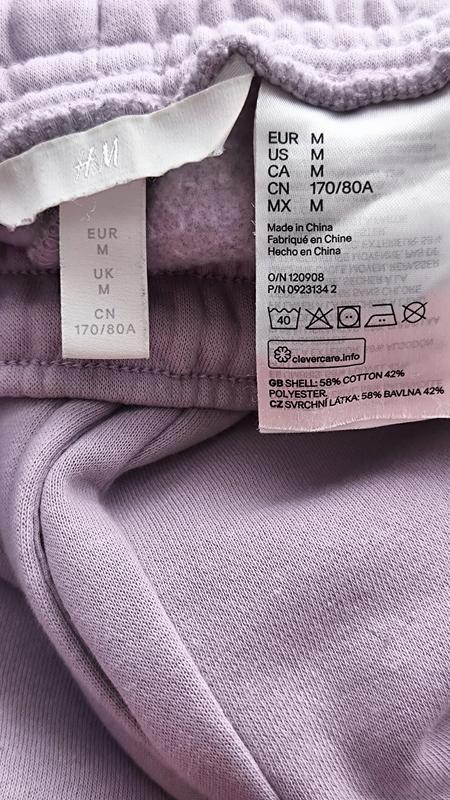 H&M
EUR
M
UK
M
CN
170/80A
EUR M
US M
CA M
CN 170/80A
MX M
Made in China
Fabriqué en Chine
Hecho en China
O/N 120908
P/N 0923134 2
40
clevercare.info
GB SHELL: 58% COTTON 42%
POLYESTER.
CZ SVRCHNÍ LÁTKA: 58% BAVLNA 42%